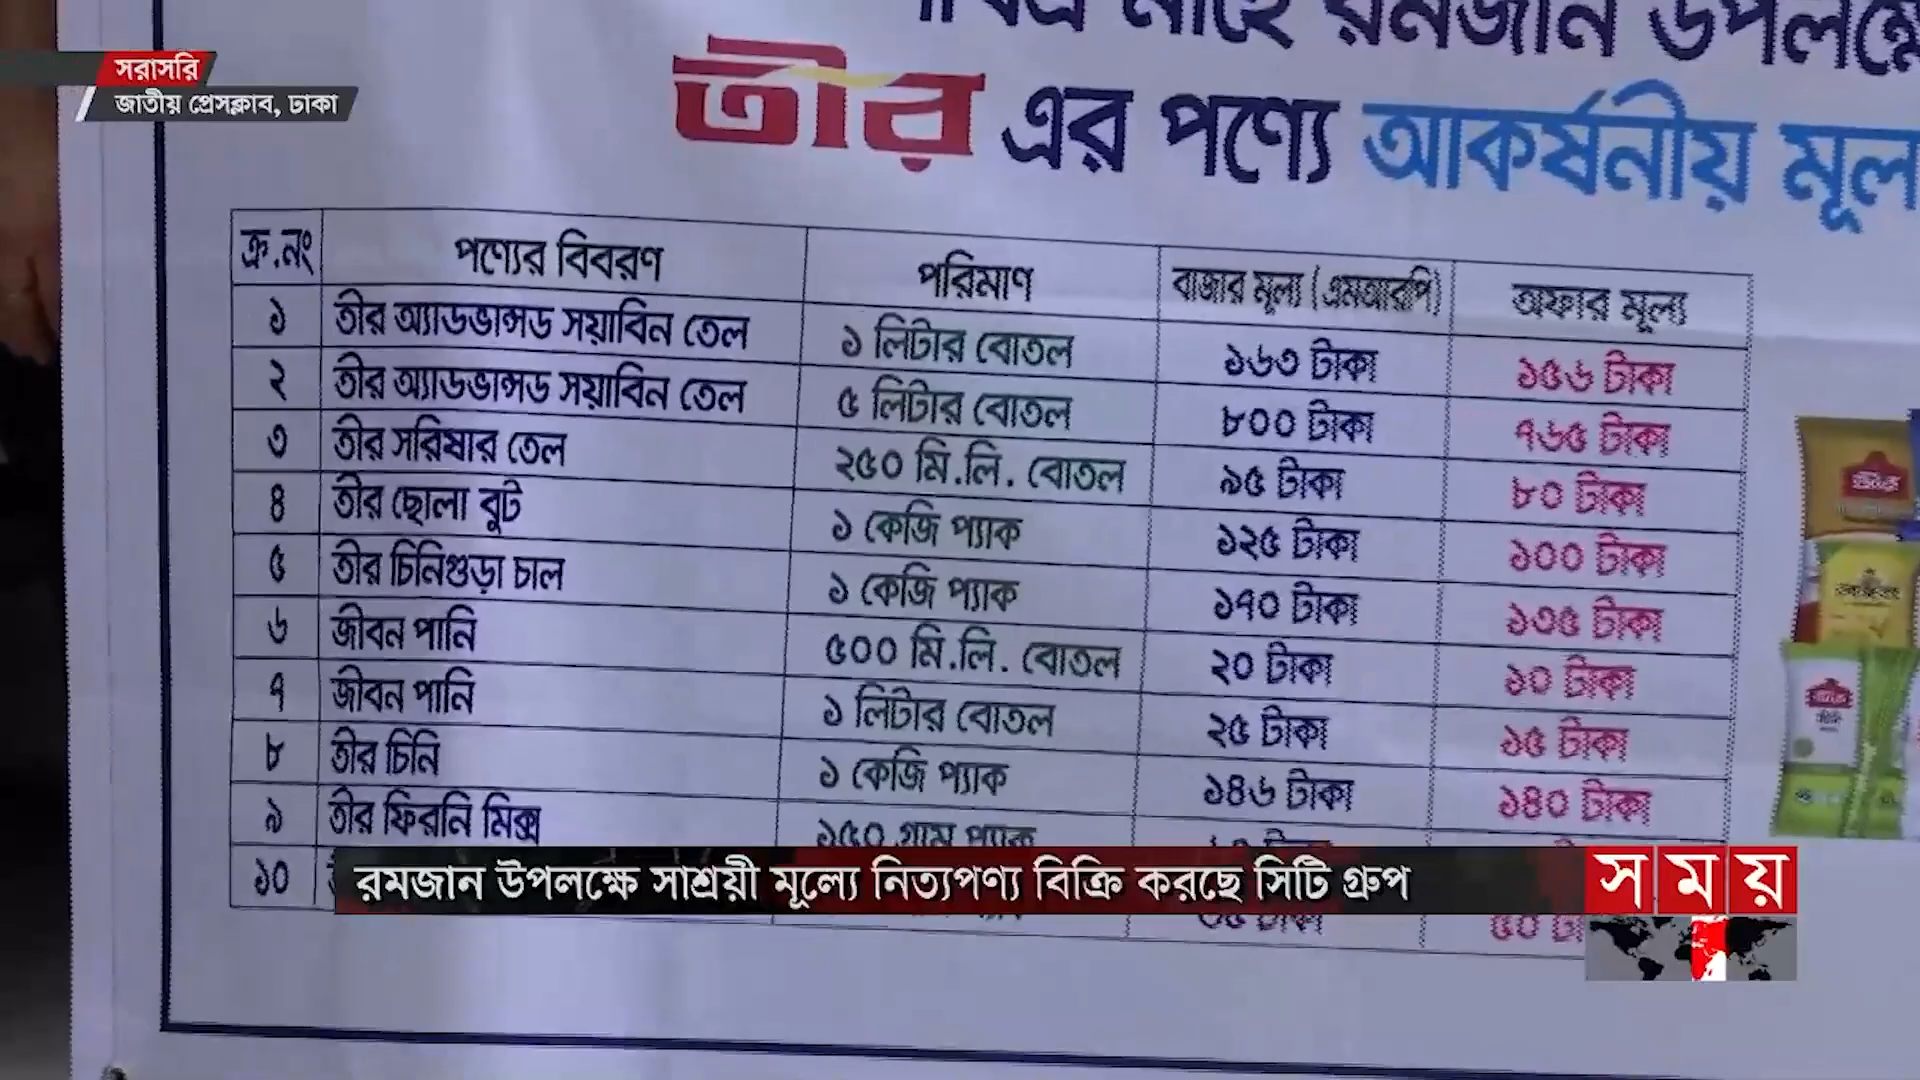 সরাসরি
জাতীয় প্রেসক্লাব, ঢাকা
মাহে রমজান উপলক্ষে
তীর এর পণ্যে আকর্ষনীয়
ক্র.নং পণ্যের বিবরণ পরিমাণ বাজার মূল্য (এমআরপি) অফার মূল্য
১ তীর অ্যাডভান্সড সয়াবিন তেল ১ লিটার বোতল ১৬৩ টাকা ১৫৬ টাকা
২ তীর অ্যাডভান্সড সয়াবিন তেল ৫ লিটার বোতল ৮০০ টাকা ৭৬৫ টাকা
৩ তীর সরিষার তেল ২৫০ মি.লি. বোতল ৯৫ টাকা ৮০ টাকা
৪ তীর ছোলা বুট ১ কেজি প্যাক ১২৫ টাকা ১০০ টাকা
৫ তীর চিনিগুড়া চাল ১ কেজি প্যাক ১৭০ টাকা ১৩৫ টাকা
৬ জীবন পানি ৫০০ মি.লি. বোতল ২০ টাকা ১০ টাকা
৭ জীবন পানি ১ লিটার বোতল ২৫ টাকা ১৫ টাকা
৮ তীর চিনি ১ কেজি প্যাক ১৪৬ টাকা ১৪০ টাকা
৯ তীর ফিরনি মিক্স ১৫০ গ্রাম প্যাক
১০
রমজান উপলক্ষে সাশ্রয়ী মূল্যে নিত্যপণ্য বিক্রি করছে সিটি গ্রুপ
সময়